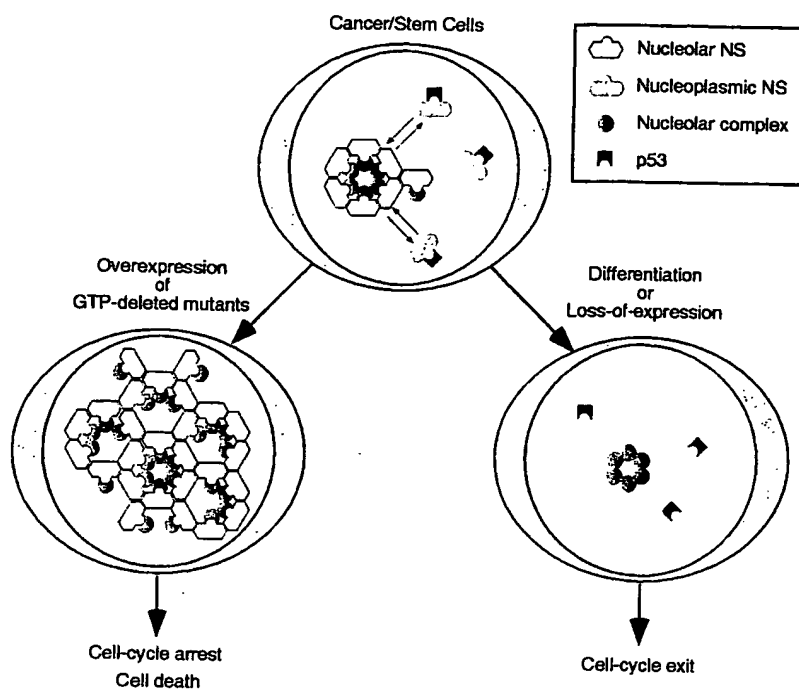 Cancer/Stem Cells
Nucleolar NS
Nucleoplasmic NS
Nucleolar complex
p53
Overexpression
of
GTP-deleted mutants
Differentiation
or
Loss-of-expression
Cell-cycle arrest
Cell death
Cell-cycle exit